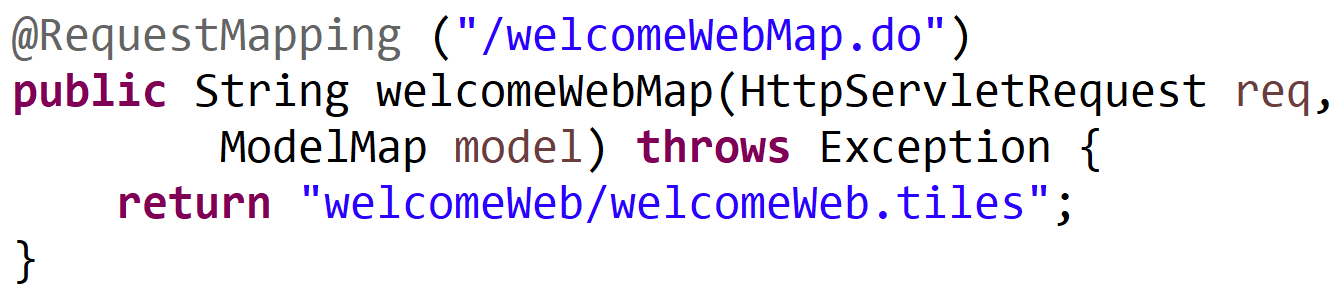 @RequestMapping ("/welcomeWebMap.do")
public String welcomeWebMap(HttpServletRequest req,
        ModelMap model) throws Exception {
    return "welcomeWeb/welcomeWeb.tiles";
}